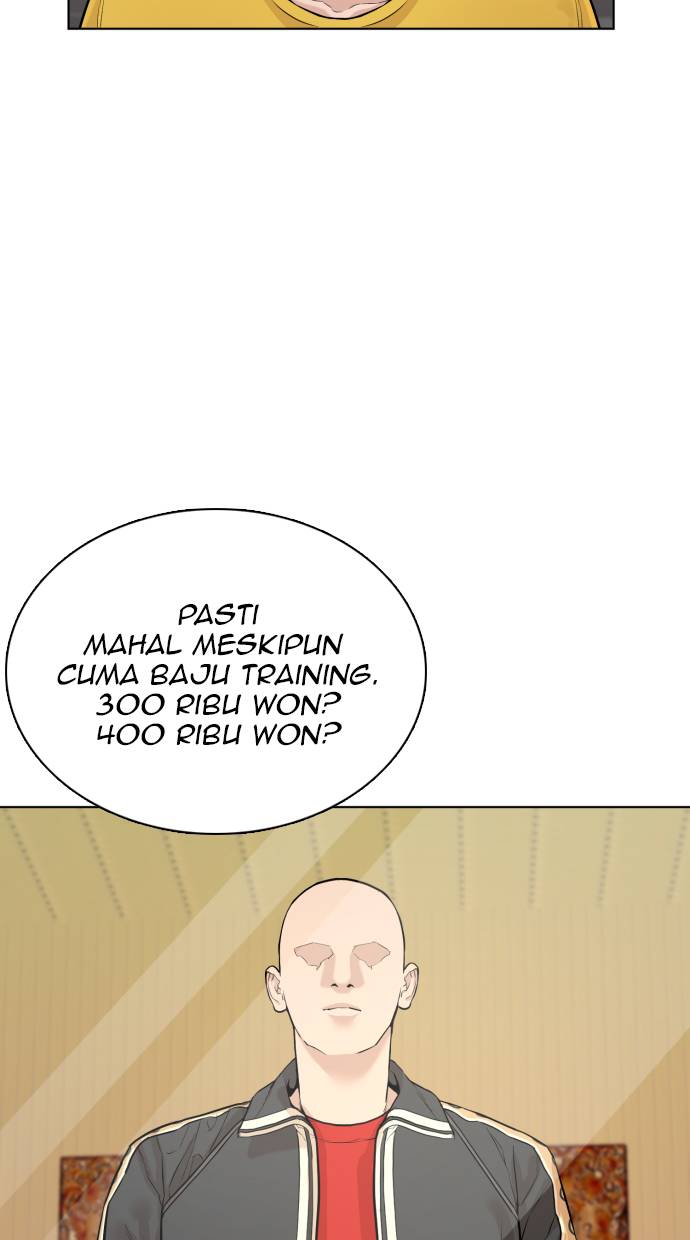 PASTI
MAHAL MESKIPUN
CUMA BAJU TRAINING.
300 RIBU WON?
400 RIBU WON?